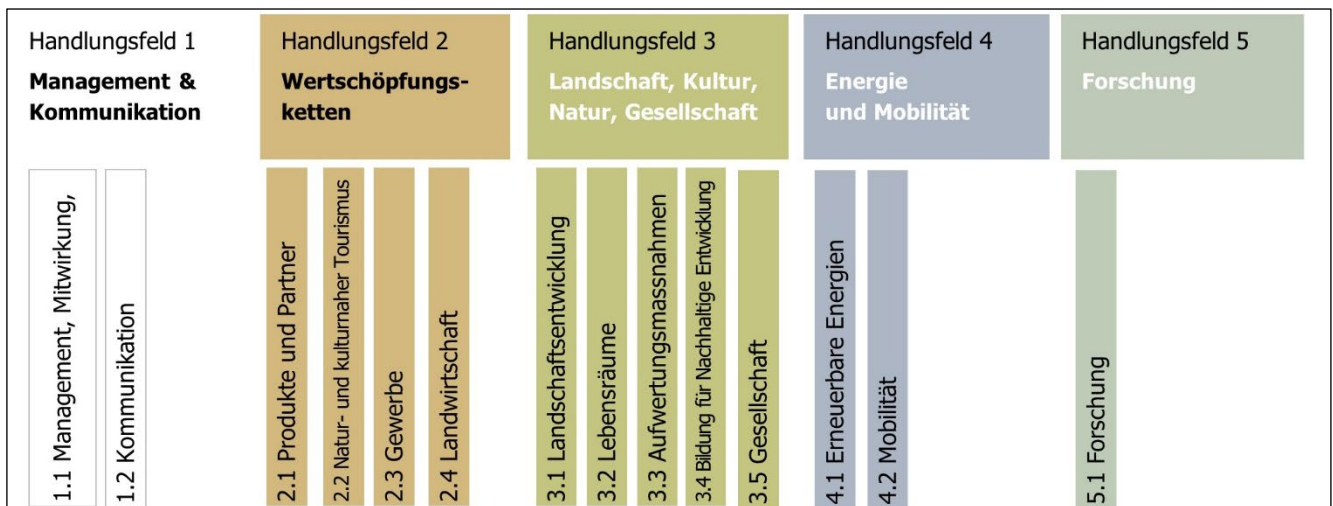 Handlungsfeld 1
Management &
Kommunikation
Handlungsfeld 2
Wertschöpfungs-
ketten
Handlungsfeld 3
Landschaft, Kultur,
Natur, Gesellschaft
Handlungsfeld 4
Energie
und Mobilität
Handlungsfeld 5
Forschung
1.1 Management, Mitwirkung,
1.2 Kommunikation
2.1 Produkte und Partner
2.2 Natur- und kulturnaher Tourismus
2.3 Gewerbe
2.4 Landwirtschaft
3.1 Landschaftsentwicklung
3.2 Lebensräume
3.3 Aufwertungsmassnahmen
3.4 Bildung für Nachhaltige Entwicklung
3.5 Gesellschaft
4.1 Erneuerbare Energien
4.2 Mobilität
5.1 Forschung